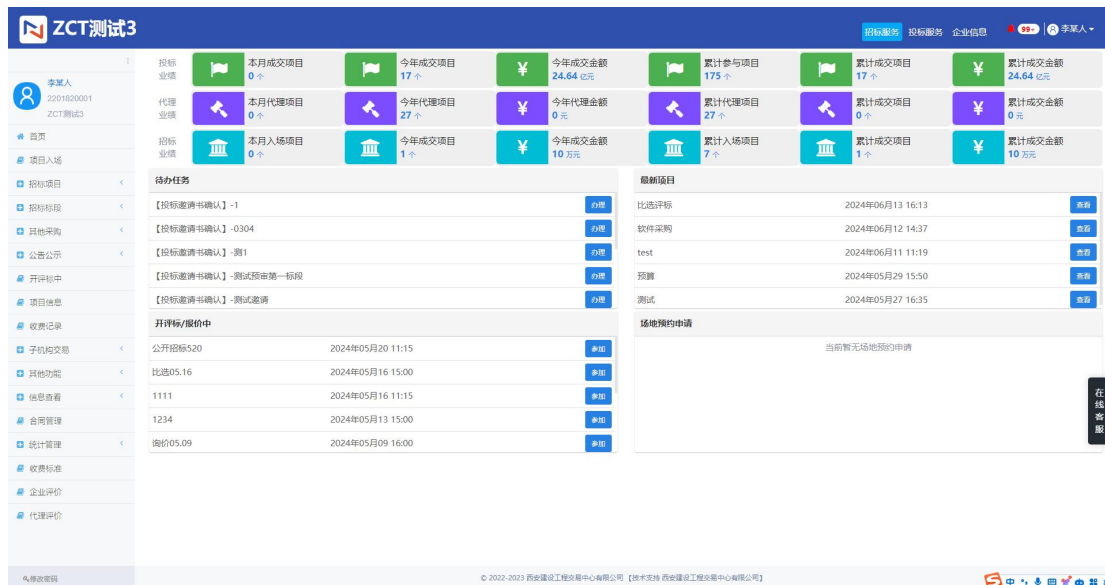 ZCT测试3
招标服务 投标服务 企业信息 99+ 李某人
李某人
2201820001
ZCT测试3
首页
项目入场
招标项目
招标标段
其他采购
公告公示
开评标中
项目信息
收费记录
子机构交易
其他功能
信息查看
合同管理
统计管理
收费标准
企业评价
代理评价
修改密码
投标业绩
本月成交项目 0 个
今年成交项目 17 个
¥ 今年成交金额 24.64 亿元
累计参与项目 175 个
累计成交项目 17 个
¥ 累计成交金额 24.64 亿元
代理业绩
本月代理项目 0 个
今年代理项目 27 个
¥ 今年代理金额 0 元
累计代理项目 27 个
累计成交项目 0 个
¥ 累计成交金额 0 元
招标业绩
本月入场项目 0 个
今年成交项目 1 个
¥ 今年成交金额 10 万元
累计入场项目 7 个
累计成交项目 1 个
¥ 累计成交金额 10 万元
待办任务
【投标邀请书确认】-1 办理
【投标邀请书确认】-0304 办理
【投标邀请书确认】-测1 办理
【投标邀请书确认】-测试预审第一标段 办理
【投标邀请书确认】-测试邀请 办理
最新项目
比选评标 2024年06月13 16:13 查看
软件采购 2024年06月12 14:37 查看
test 2024年06月11 11:19 查看
预算 2024年05月29 15:50 查看
测试 2024年05月27 16:35 查看
开评标/报价中
公开招标520 2024年05月20 11:15 参加
比选05.16 2024年05月16 15:00 参加
1111 2024年05月16 11:15 参加
1234 2024年05月13 15:00 参加
询价05.09 2024年05月09 16:00 参加
场地预约申请
当前暂无场地预约申请
在线客服
© 2022-2023 西安建设工程交易中心有限公司 【技术支持 西安建设工程交易中心有限公司】
中